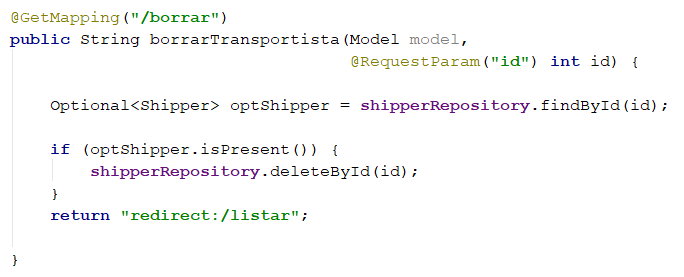 @GetMapping("/borrar")
public String borrarTransportista(Model model,
                                  @RequestParam("id") int id) {
    Optional<Shipper> optShipper = shipperRepository.findById(id);
    if (optShipper.isPresent()) {
        shipperRepository.deleteById(id);
    }
    return "redirect:/listar";
}